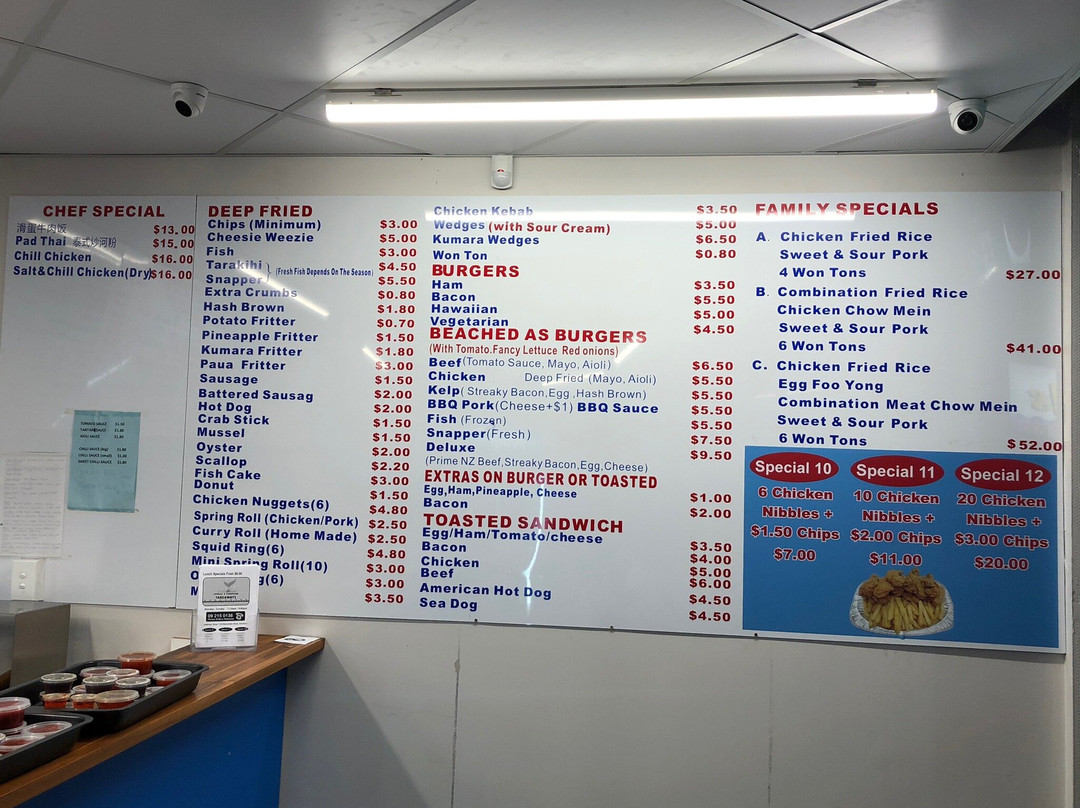 CHEF SPECIAL
滑蛋牛肉饭 $13.00
Pad Thai 泰式炒河粉 $15.00
Chill Chicken $16.00
Salt&Chill Chicken(Dry) $16.00
TOMATO SAUCE $1.50
TARTARE SAUCE $1.80
AIOLI SAUCE $1.80
DEEP FRIED
Chips (Minimum) $3.00
Cheesie Weezie $5.00
Fish $3.00
Tarakihi } (Fresh Fish Depends On The Season) $4.50
Snapper $5.50
Extra Crumbs $0.80
Hash Brown $1.80
Potato Fritter $0.70
Pineapple Fritter $1.50
Kumara Fritter $1.80
Paua Fritter $3.00
Sausage $1.50
Battered Sausag $2.00
Hot Dog $2.00
Crab Stick $1.50
Mussel $1.50
Oyster $2.00
Scallop $2.20
Fish Cake $3.00
Donut $1.50
Chicken Nuggets(6) $4.80
Spring Roll (Chicken/Pork) $2.50
Curry Roll (Home Made) $2.50
Squid Ring(6) $4.80
Mini Spring Roll(10) $3.00
$3.00
$3.50
Chicken Kebab $3.50
Wedges (with Sour Cream) $5.00
Kumara Wedges $6.50
Won Ton $0.80
BURGERS
Ham $3.50
Bacon $5.50
Hawaiian $5.00
Vegetarian $4.50
BEACHED AS BURGERS
(With Tomato.Fancy Lettuce Red onions)
Beef(Tomato Sauce, Mayo, Aioli) $6.50
Chicken Deep Fried (Mayo, Aioli) $5.50
Kelp( Streaky Bacon,Egg ,Hash Brown) $5.50
BBQ Pork(Cheese+$1) BBQ Sauce $5.50
Fish (Frozen) $5.50
Snapper(Fresh) $7.50
Deluxe $9.50
(Prime NZ Beef,Streaky Bacon,Egg,Cheese)
EXTRAS ON BURGER OR TOASTED
Egg,Ham,Pineapple, Cheese $1.00
Bacon $2.00
TOASTED SANDWICH
Egg/Ham/Tomato/cheese $3.50
Bacon $4.00
Chicken $5.00
Beef $6.00
American Hot Dog $4.50
Sea Dog $4.50
FAMILY SPECIALS
A. Chicken Fried Rice
Sweet & Sour Pork
4 Won Tons $27.00
B. Combination Fried Rice
Chicken Chow Mein
Sweet & Sour Pork
6 Won Tons $41.00
C. Chicken Fried Rice
Egg Foo Yong
Combination Meat Chow Mein
Sweet & Sour Pork
6 Won Tons $52.00
Special 10
6 Chicken
Nibbles +
$1.50 Chips
$7.00
Special 11
10 Chicken
Nibbles +
$2.00 Chips
$11.00
Special 12
20 Chicken
Nibbles +
$3.00 Chips
$20.00
TAKEAWAYS